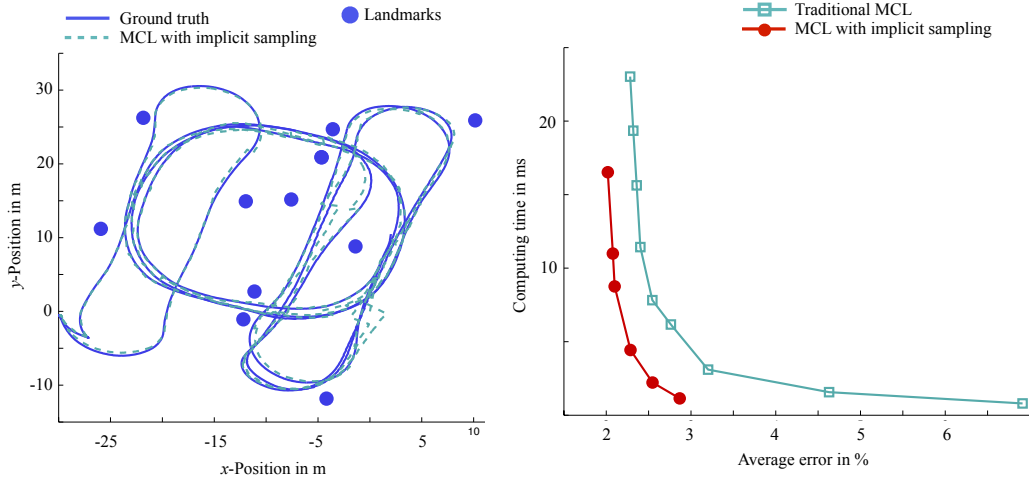 Ground truth
Landmarks
MCL with implicit sampling
30
20
10
0
-10
y-Position in m
-25
-15
-5
5
10
x-Position in m
Traditional MCL
MCL with implicit sampling
20
10
Computing time in ms
2
3
4
5
6
Average error in %